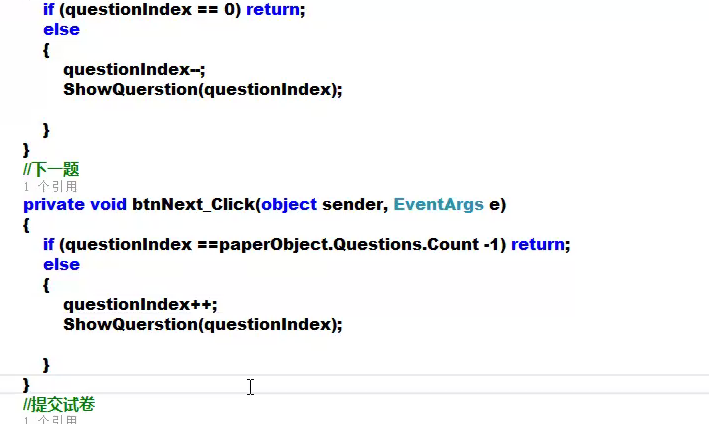 if (questionIndex == 0) return;
else
{
questionIndex--;
ShowQuerstion(questionIndex);
}
}
//下一题
1 个引用
private void btnNext_Click(object sender, EventArgs e)
{
if (questionIndex ==paperObject.Questions.Count -1) return;
else
{
questionIndex++;
ShowQuerstion(questionIndex);
}
}
//提交试卷
1 个引用